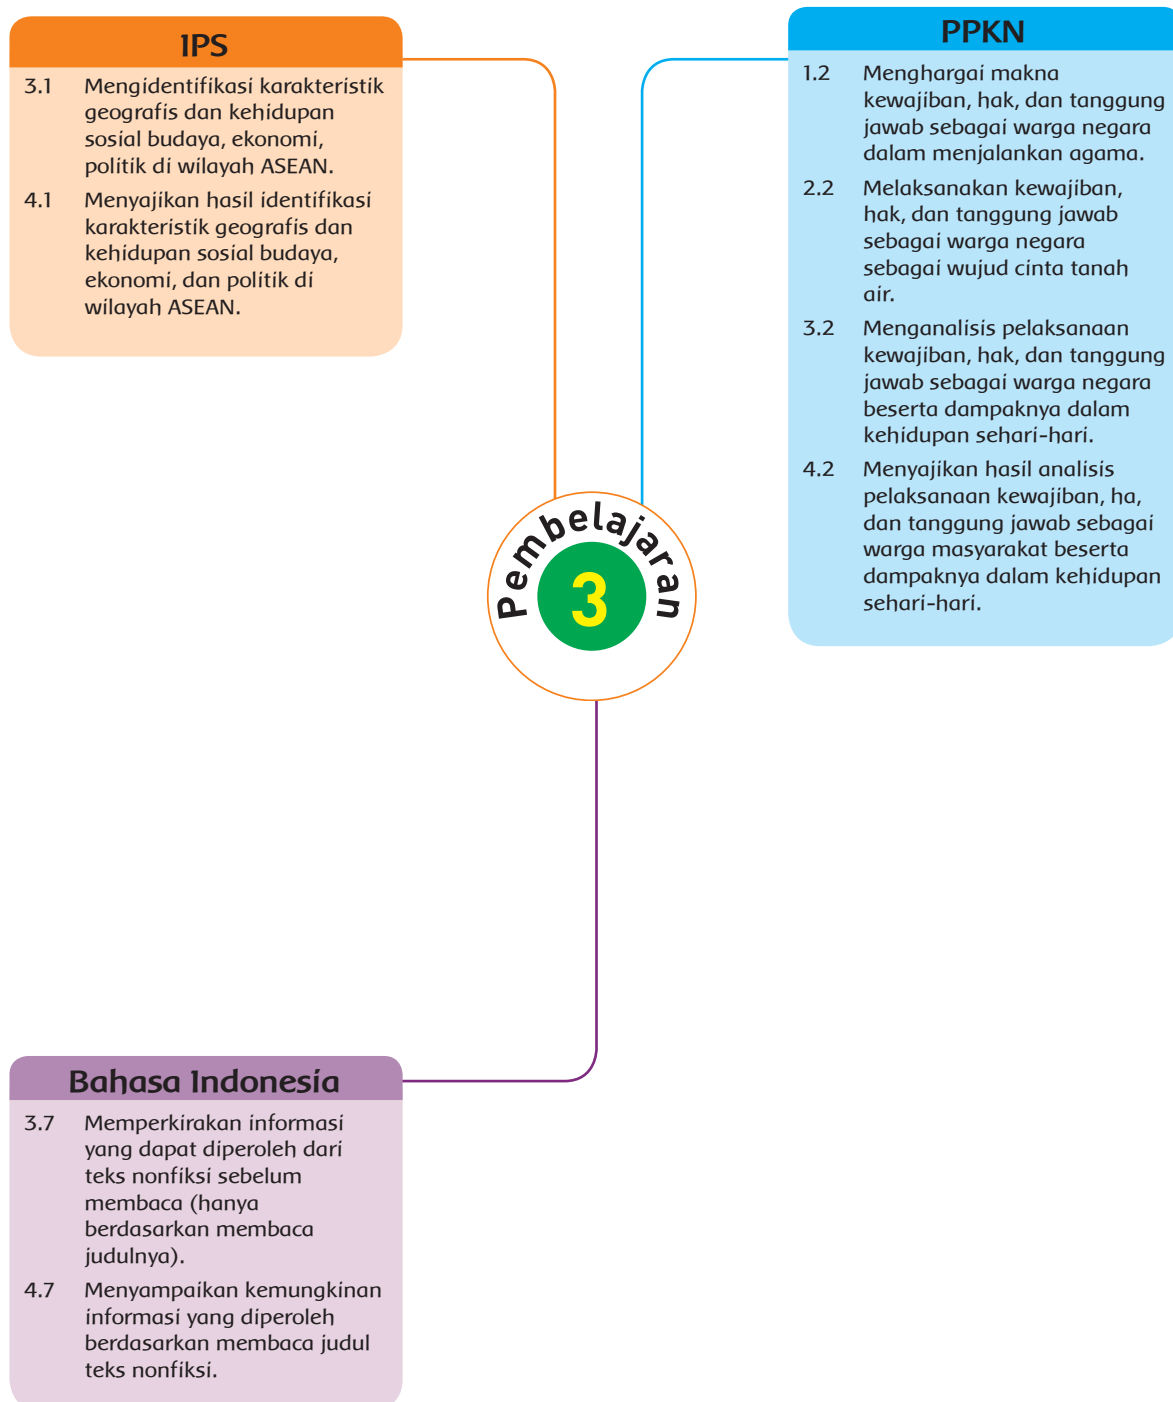 IPS
3.1 Mengidentifikasi karakteristik
geografis dan kehidupan
sosial budaya, ekonomi,
politik di wilayah ASEAN.
4.1 Menyajikan hasil identifikasi
karakteristik geografis dan
kehidupan sosial budaya,
ekonomi, dan politik di
wilayah ASEAN.
PPKN
1.2 Menghargai makna
kewajiban, hak, dan tanggung
jawab sebagai warga negara
dalam menjalankan agama.
2.2 Melaksanakan kewajiban,
hak, dan tanggung jawab
sebagai warga negara
sebagai wujud cinta tanah
air.
3.2 Menganalisis pelaksanaan
kewajiban, hak, dan tanggung
jawab sebagai warga negara
beserta dampaknya dalam
kehidupan sehari-hari.
4.2 Menyajikan hasil analisis
pelaksanaan kewajiban, ha,
dan tanggung jawab sebagai
warga masyarakat beserta
dampaknya dalam kehidupan
sehari-hari.
Pembelajaran
3
Bahasa Indonesia
3.7 Memperkirakan informasi
yang dapat diperoleh dari
teks nonfiksi sebelum
membaca (hanya
berdasarkan membaca
judulnya).
4.7 Menyampaikan kemungkinan
informasi yang diperoleh
berdasarkan membaca judul
teks nonfiksi.